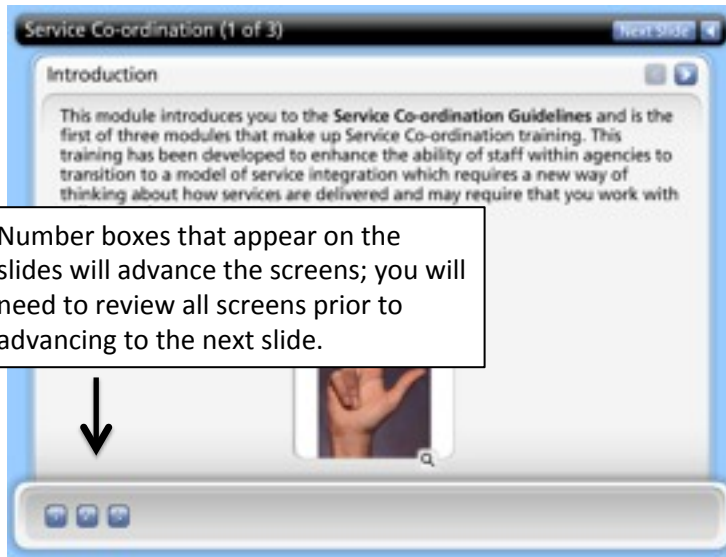 Service Co-ordination (1 of 3)
Next Slide
Introduction
This module introduces you to the Service Co-ordination Guidelines and is the
first of three modules that make up Service Co-ordination training. This
training has been developed to enhance the ability of staff within agencies to
transition to a model of service integration which requires a new way of
thinking about how services are delivered and may require that you work with
Number boxes that appear on the
slides will advance the screens; you will
need to review all screens prior to
advancing to the next slide.